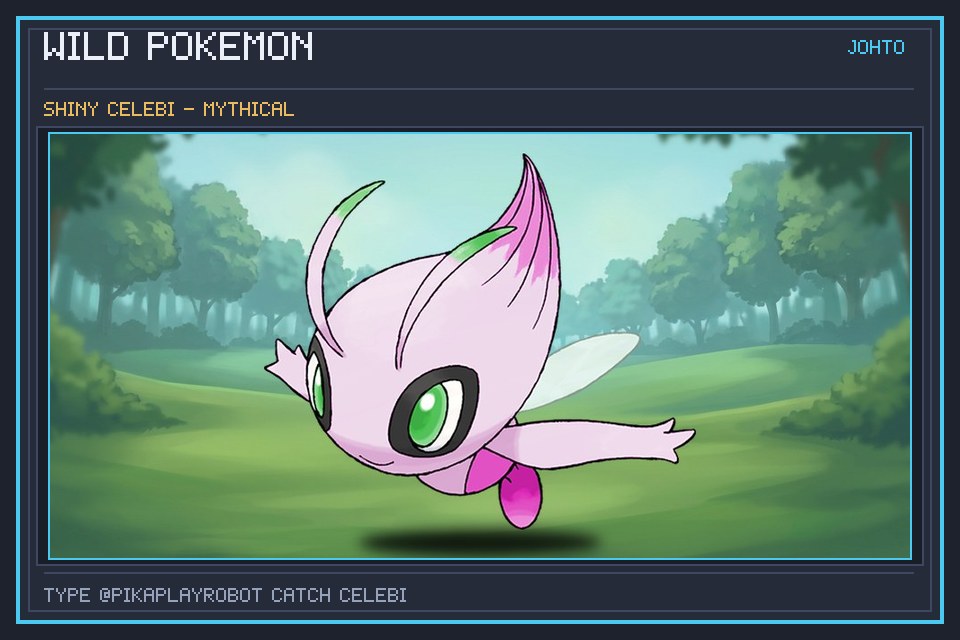 WILD POKEMON
JOHTO
SHINY CELEBI - MYTHICAL
TYPE @PIKAPLAYROBOT CATCH CELEBI